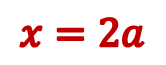 x = 2a